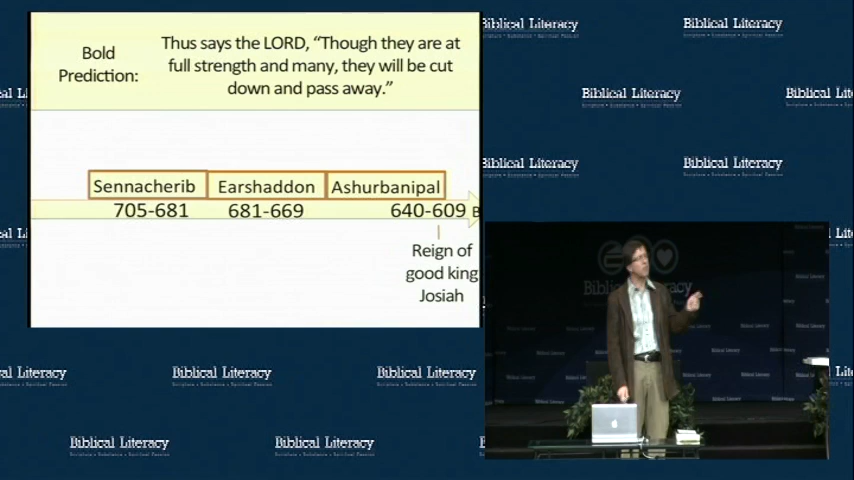 Bold
Prediction:
Thus says the LORD, “Though they are at
full strength and many, they will be cut
down and pass away.”
Sennacherib
Earshaddon
Ashurbanipal
705-681
681-669
640-609 B
Reign of
good king
Josiah
Biblical Literacy
Biblical Literacy
Biblical Literacy
Biblical Lit
Biblical Literacy
Biblical Literacy
Biblical Literacy
al Literacy
Biblical Literacy
Biblical Literacy
Biblical Literacy
Biblical Literacy